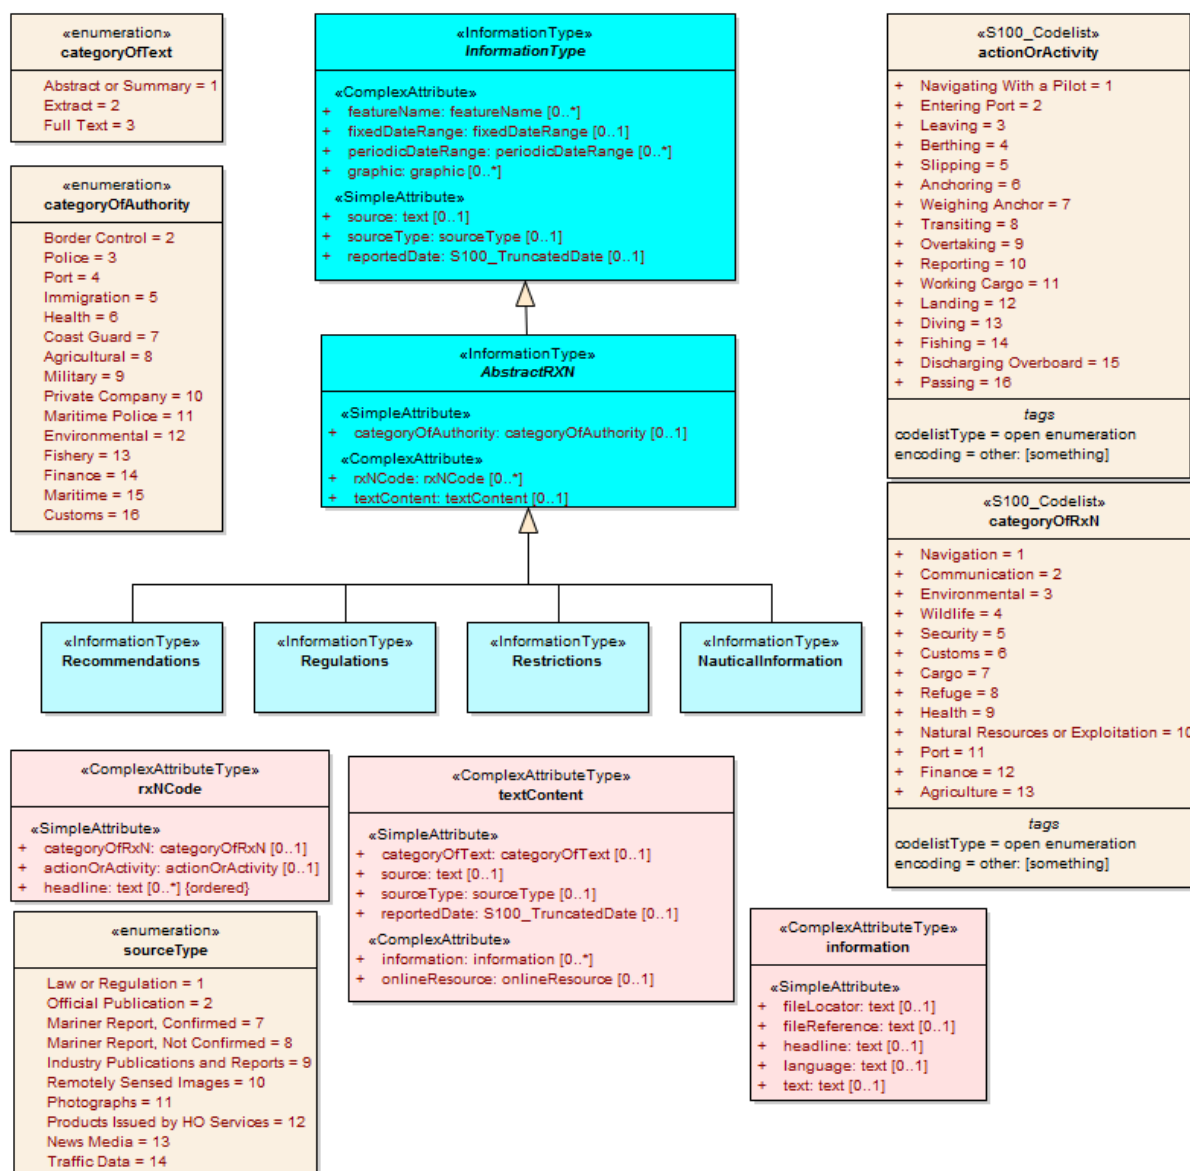 «enumeration»
categoryOfText
Abstract or Summary = 1
Extract = 2
Full Text = 3
«enumeration»
categoryOfAuthority
Border Control = 2
Police = 3
Port = 4
Immigration = 5
Health = 6
Coast Guard = 7
Agricultural = 8
Military = 9
Private Company = 10
Maritime Police = 11
Environmental = 12
Fishery = 13
Finance = 14
Maritime = 15
Customs = 16
«InformationType»
InformationType
«ComplexAttribute»
+ featureName: featureName [0..*]
+ fixedDateRange: fixedDateRange [0..1]
+ periodicDateRange: periodicDateRange [0..*]
+ graphic: graphic [0..*]
«SimpleAttribute»
+ source: text [0..1]
+ sourceType: sourceType [0..1]
+ reportedDate: S100_TruncatedDate [0..1]
«InformationType»
AbstractRXN
«SimpleAttribute»
+ categoryOfAuthority: categoryOfAuthority [0..1]
«ComplexAttribute»
+ rxNCode: rxNCode [0..*]
+ textContent: textContent [0..1]
«S100_Codelist»
actionOrActivity
+ Navigating With a Pilot = 1
+ Entering Port = 2
+ Leaving = 3
+ Berthing = 4
+ Slipping = 5
+ Anchoring = 6
+ Weighing Anchor = 7
+ Transiting = 8
+ Overtaking = 9
+ Reporting = 10
+ Working Cargo = 11
+ Landing = 12
+ Diving = 13
+ Fishing = 14
+ Discharging Overboard = 15
+ Passing = 16
tags
codelistType = open enumeration
encoding = other: [something]
«S100_Codelist»
categoryOfRxN
+ Navigation = 1
+ Communication = 2
+ Environmental = 3
+ Wildlife = 4
+ Security = 5
+ Customs = 6
+ Cargo = 7
+ Refuge = 8
+ Health = 9
+ Natural Resources or Exploitation = 10
+ Port = 11
+ Finance = 12
+ Agriculture = 13
tags
codelistType = open enumeration
encoding = other: [something]
«InformationType»
Recommendations
«InformationType»
Regulations
«InformationType»
Restrictions
«InformationType»
NauticalInformation
«ComplexAttributeType»
rxNCode
«SimpleAttribute»
+ categoryOfRxN: categoryOfRxN [0..1]
+ actionOrActivity: actionOrActivity [0..1]
+ headline: text [0..*] {ordered}
«ComplexAttributeType»
textContent
«SimpleAttribute»
+ categoryOfText: categoryOfText [0..1]
+ source: text [0..1]
+ sourceType: sourceType [0..1]
+ reportedDate: S100_TruncatedDate [0..1]
«ComplexAttribute»
+ information: information [0..*]
+ onlineResource: onlineResource [0..1]
«enumeration»
sourceType
Law or Regulation = 1
Official Publication = 2
Mariner Report, Confirmed = 7
Mariner Report, Not Confirmed = 8
Industry Publications and Reports = 9
Remotely Sensed Images = 10
Photographs = 11
Products Issued by HO Services = 12
News Media = 13
Traffic Data = 14
«ComplexAttributeType»
information
«SimpleAttribute»
+ fileLocator: text [0..1]
+ fileReference: text [0..1]
+ headline: text [0..1]
+ language: text [0..1]
+ text: text [0..1]